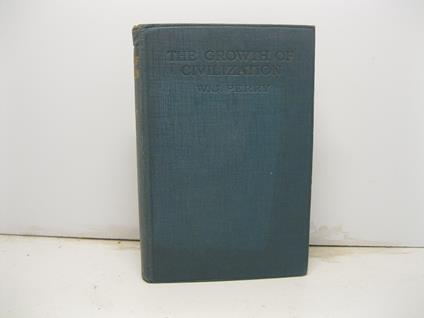 THE GROWTH OF
CIVILIZATION
W.J. PERRY